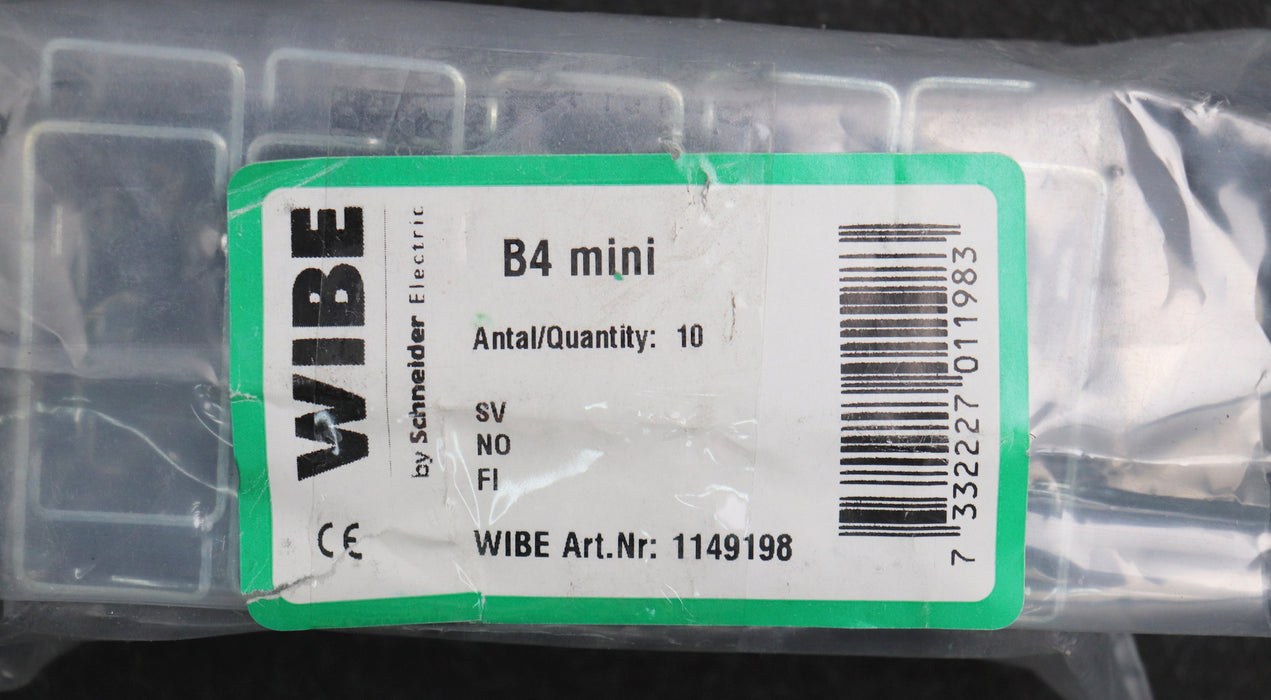 WIBE
by Schneider Electric
CE
B4 mini
Antal/Quantity: 10
SV
NO
FI
WIBE Art.Nr: 1149198
7 332227 011983